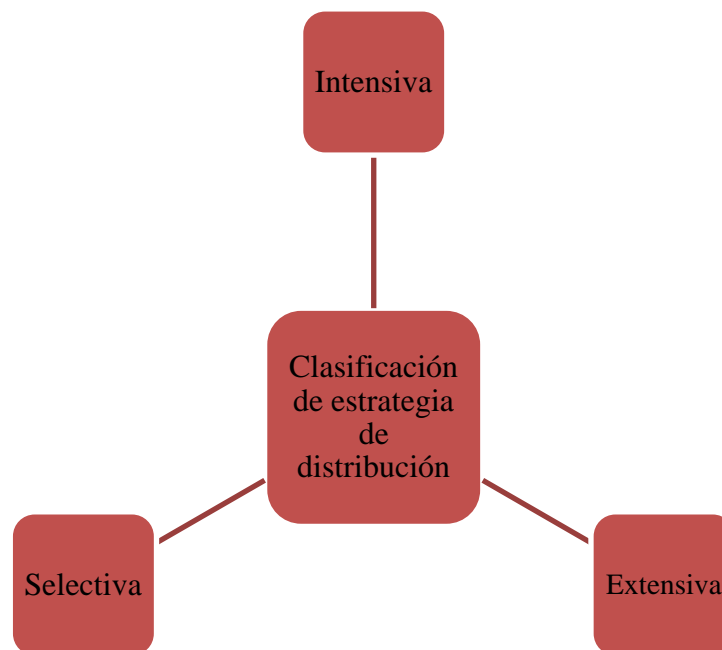 Intensiva
Clasificación
de estrategia
de
distribución
Selectiva
Extensiva